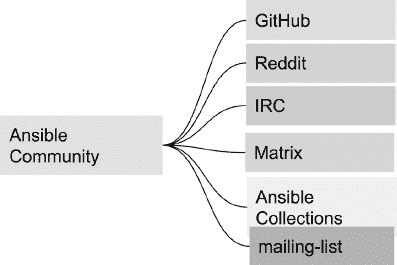 GitHub
Reddit
IRC
Ansible
Community
Matrix
Ansible
Collections
mailing-list